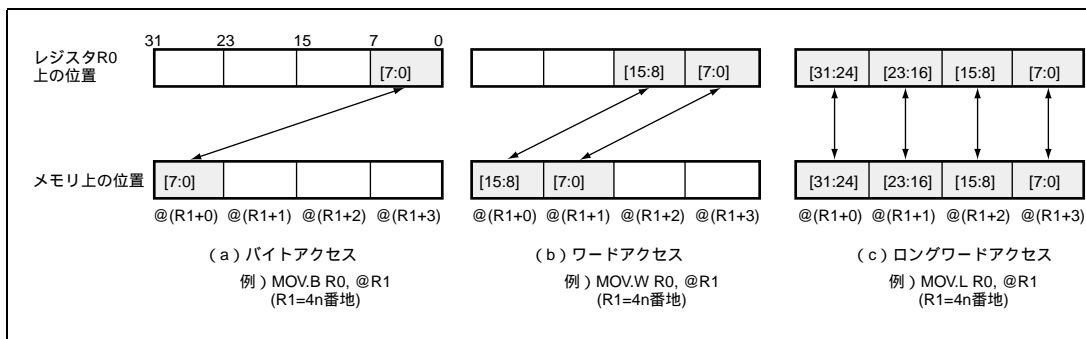 31 23 15 7 0
レジスタR0
上の位置
[7:0]
[15:8] [7:0]
[31:24] [23:16] [15:8] [7:0]
メモリ上の位置
[7:0]
[15:8] [7:0]
[31:24] [23:16] [15:8] [7:0]
@(R1+0) @(R1+1) @(R1+2) @(R1+3)
@(R1+0) @(R1+1) @(R1+2) @(R1+3)
@(R1+0) @(R1+1) @(R1+2) @(R1+3)
(a)バイトアクセス
例)MOV.B R0, @R1
(R1=4n番地)
(b)ワードアクセス
例)MOV.W R0, @R1
(R1=4n番地)
(c)ロングワードアクセス
例)MOV.L R0, @R1
(R1=4n番地)